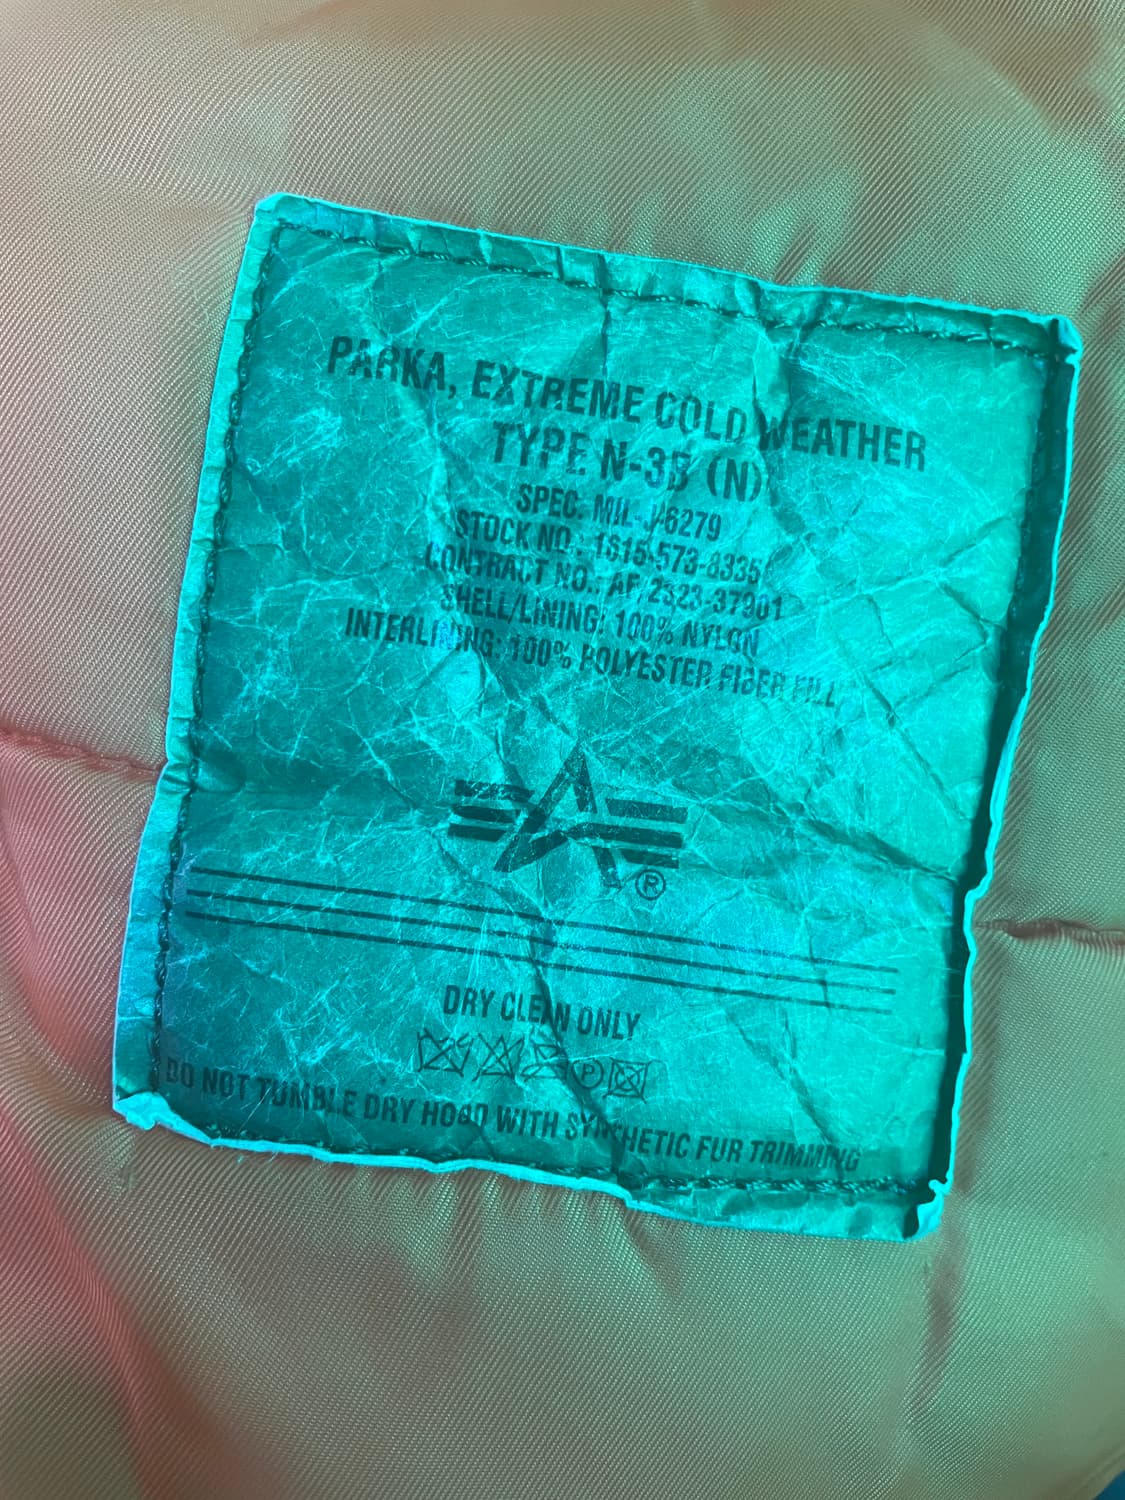 PARKA, EXTREME COLD WEATHER
TYPE N-3B (N)
SPEC. MIL-J-6279
STOCK NO.: 1615-573-8335
CONTRACT NO.: AF 2323-37901
SHELL/LINING: 100% NYLON
INTERLINING: 100% POLYESTER FIBER FILL
A
®
DRY CLEAN ONLY
P
DO NOT TUMBLE DRY HOOD WITH SYNTHETIC FUR TRIMMING